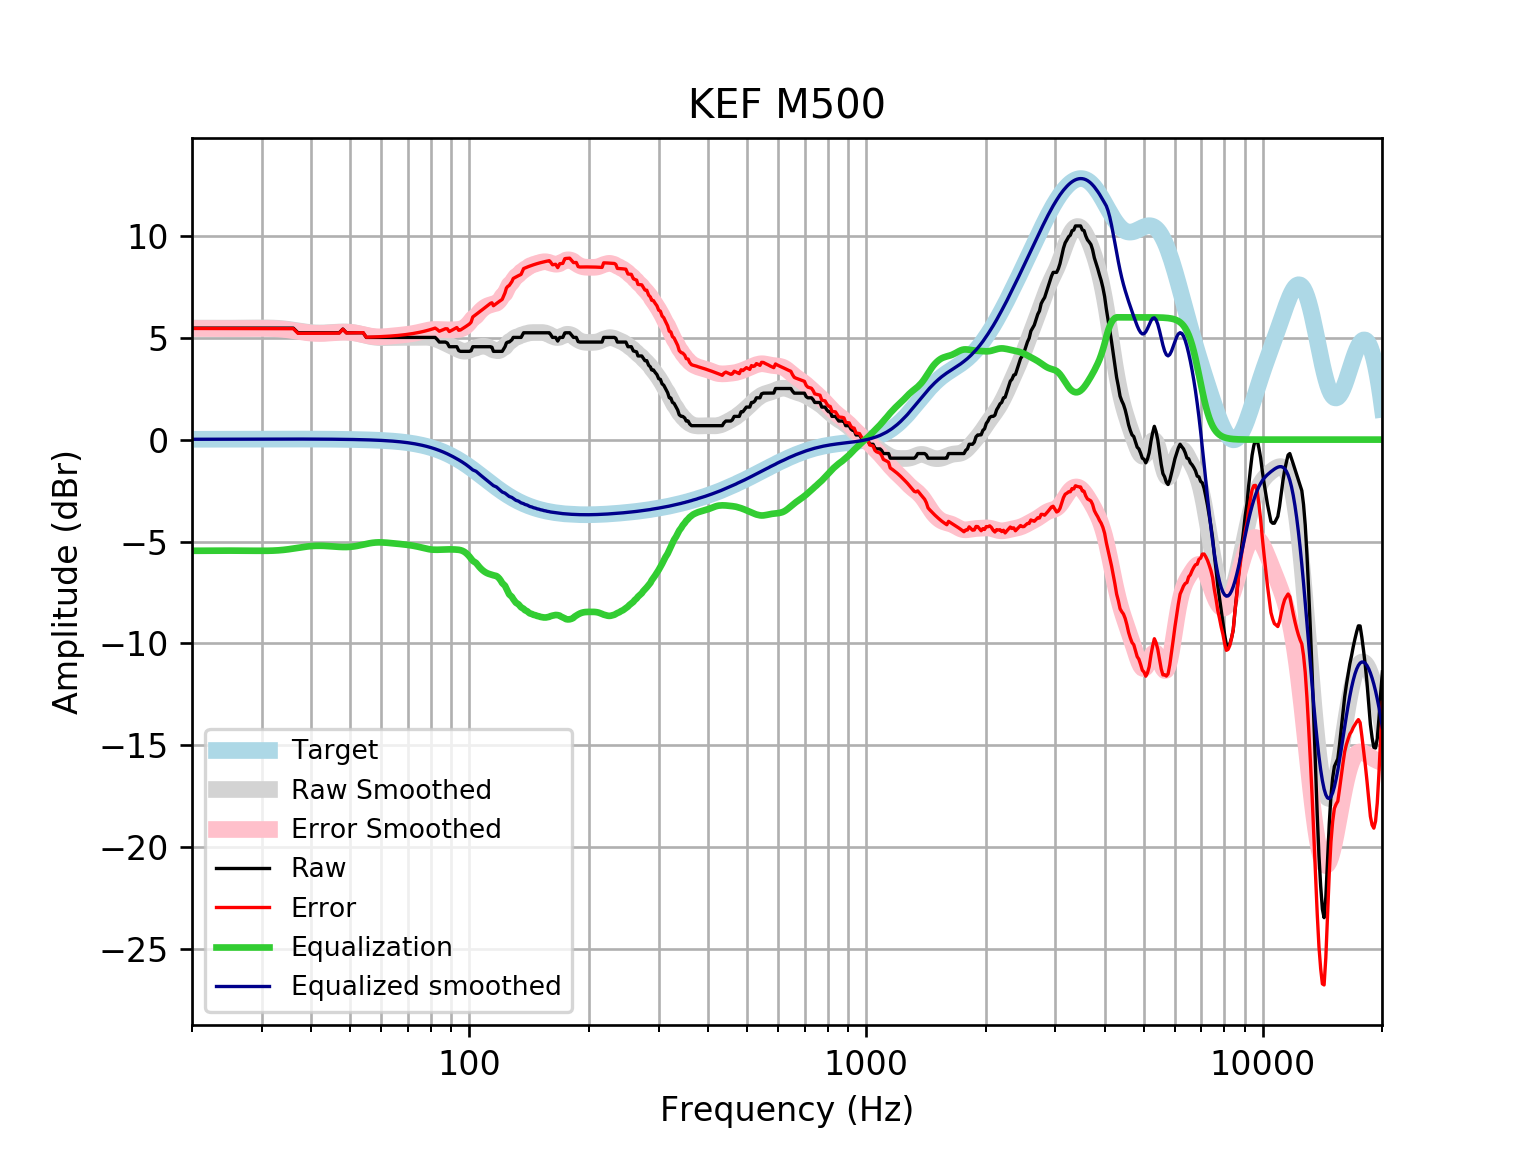 KEF M500
10
5
0
−5
−10
−15
−20
−25
Amplitude (dBr)
Target
Raw Smoothed
Error Smoothed
Raw
Error
Equalization
Equalized smoothed
100
1000
10000
Frequency (Hz)